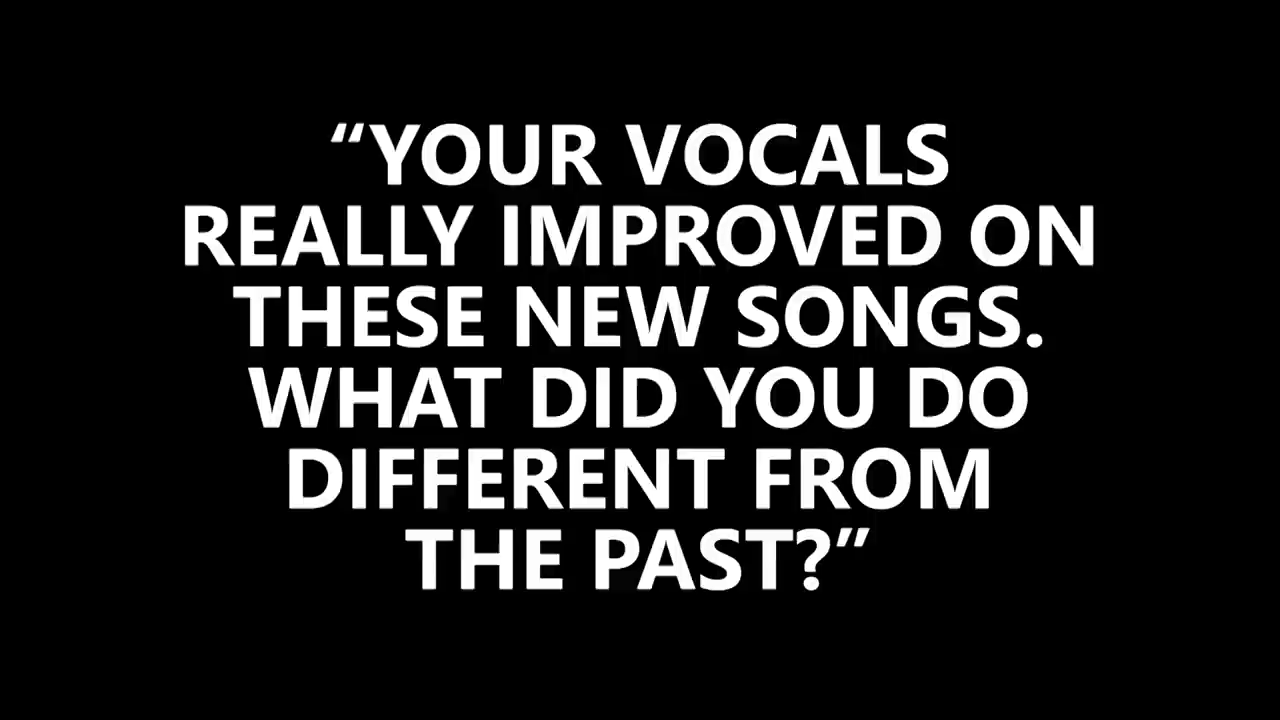 “YOUR VOCALS
REALLY IMPROVED ON
THESE NEW SONGS.
WHAT DID YOU DO
DIFFERENT FROM
THE PAST?”